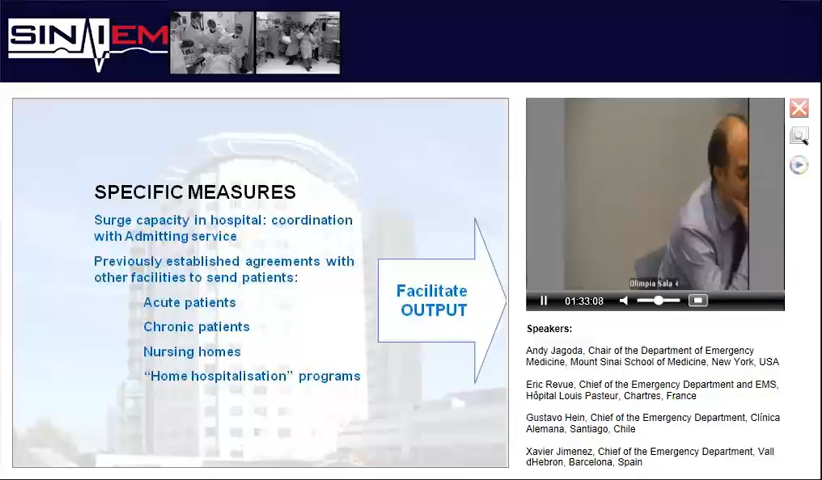 SINAEM
SPECIFIC MEASURES
Surge capacity in hospital: coordination
with Admitting service
Previously established agreements with
other facilities to send patients:
Acute patients
Chronic patients
Nursing homes
“Home hospitalisation” programs
Facilitate
OUTPUT
Olimpia Sala 4
01:33:08
Speakers:
Andy Jagoda, Chair of the Department of Emergency
Medicine, Mount Sinai School of Medicine, New York, USA
Eric Revue, Chief of the Emergency Department and EMS,
Hôpital Louis Pasteur, Chartres, France
Gustavo Hein, Chief of the Emergency Department, Clínica
Alemana, Santiago, Chile
Xavier Jimenez, Chief of the Emergency Department, Vall
dHebron, Barcelona, Spain